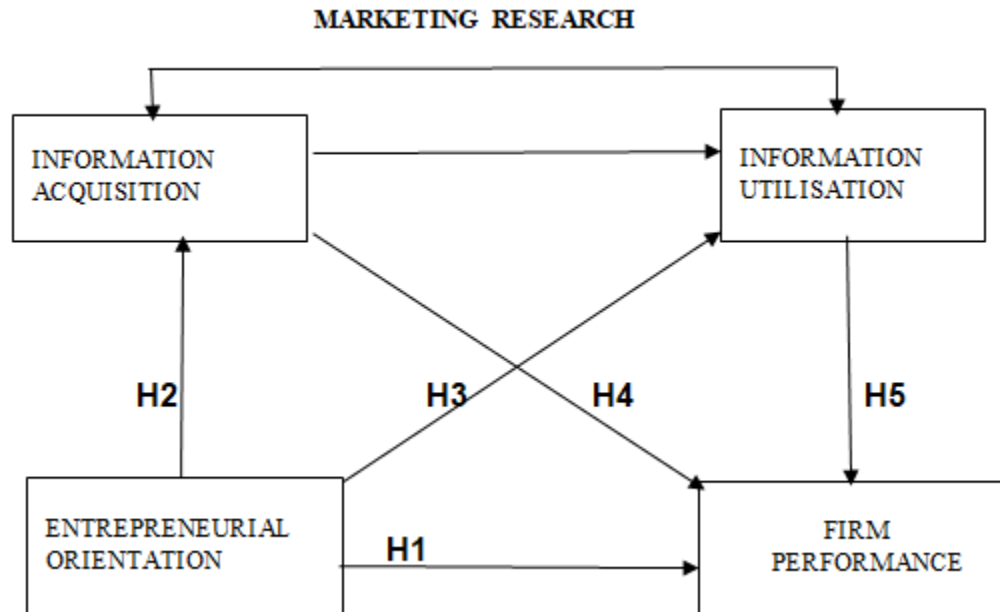 MARKETING RESEARCH
INFORMATION
ACQUISITION
INFORMATION
UTILISATION
H2
H3
H4
H5
ENTREPRENEURIAL
ORIENTATION
H1
FIRM
PERFORMANCE